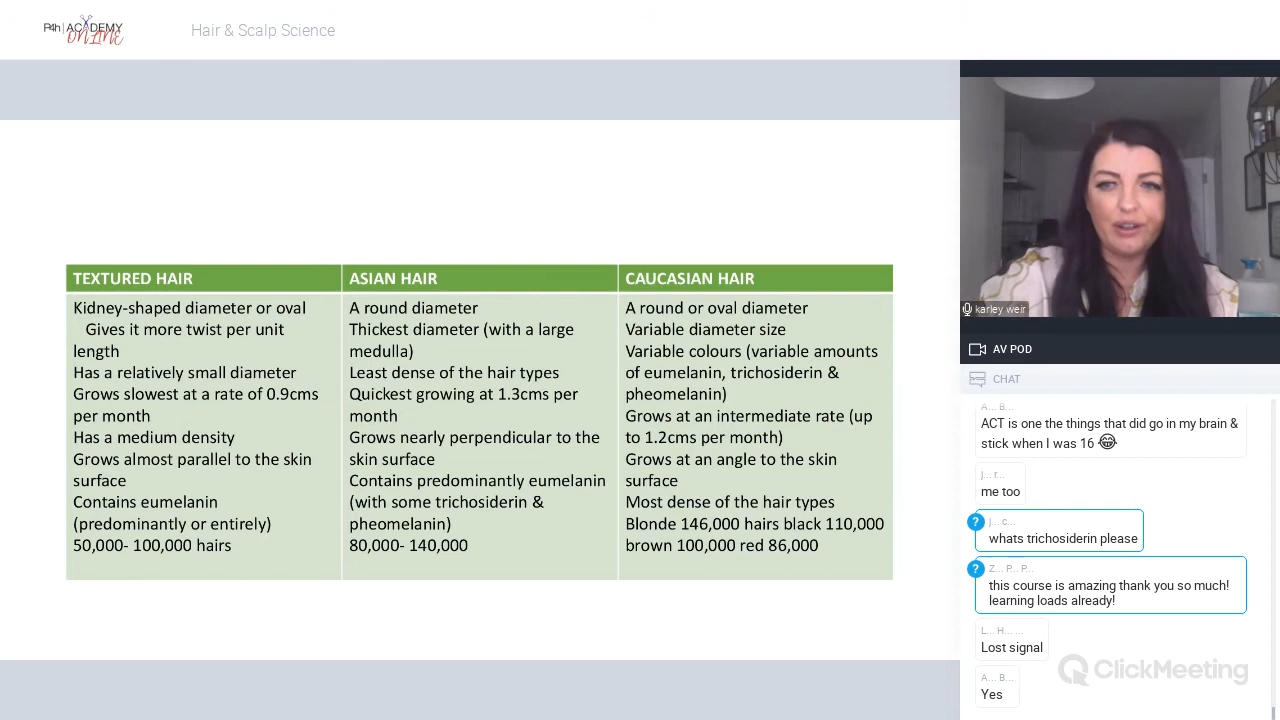 P4h | ACADEMY
ONLINE
Hair & Scalp Science
TEXTURED HAIR
Kidney-shaped diameter or oval
Gives it more twist per unit
length
Has a relatively small diameter
Grows slowest at a rate of 0.9cms
per month
Has a medium density
Grows almost parallel to the skin
surface
Contains eumelanin
(predominantly or entirely)
50,000- 100,000 hairs
ASIAN HAIR
A round diameter
Thickest diameter (with a large
medulla)
Least dense of the hair types
Quickest growing at 1.3cms per
month
Grows nearly perpendicular to the
skin surface
Contains predominantly eumelanin
(with some trichosiderin &
pheomelanin)
80,000- 140,000
CAUCASIAN HAIR
A round or oval diameter
Variable diameter size
Variable colours (variable amounts
of eumelanin, trichosiderin &
pheomelanin)
Grows at an intermediate rate (up
to 1.2cms per month)
Grows at an angle to the skin
surface
Most dense of the hair types
Blonde 146,000 hairs black 110,000
brown 100,000 red 86,000
karley weir
AV POD
CHAT
A... B...
ACT is one the things that did go in my brain &
stick when I was 16 😂
j... r...
me too
?
j... c...
whats trichosiderin please
?
Z... P... P...
this course is amazing thank you so much!
learning loads already!
L... H... ...
Lost signal
A... B...
Yes
ClickMeeting